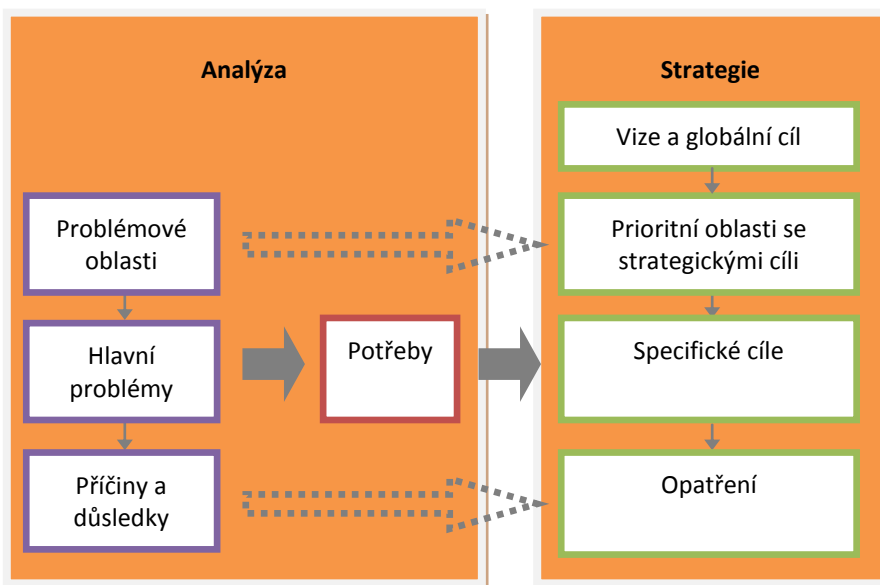 Analýza
Problémové
oblasti
Hlavní
problémy
Příčiny a
důsledky
Potřeby
Strategie
Vize a globální cíl
Prioritní oblasti se
strategickými cíli
Specifické cíle
Opatření